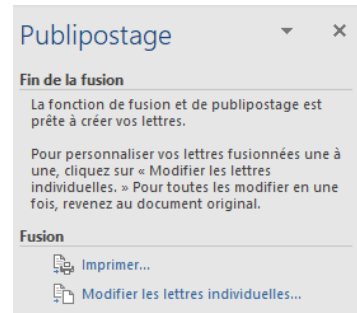 Publipostage
Fin de la fusion
La fonction de fusion et de publipostage est
prête à créer vos lettres.
Pour personnaliser vos lettres fusionnées une à
une, cliquez sur « Modifier les lettres
individuelles. » Pour toutes les modifier en une
fois, revenez au document original.
Fusion
Imprimer...
Modifier les lettres individuelles...